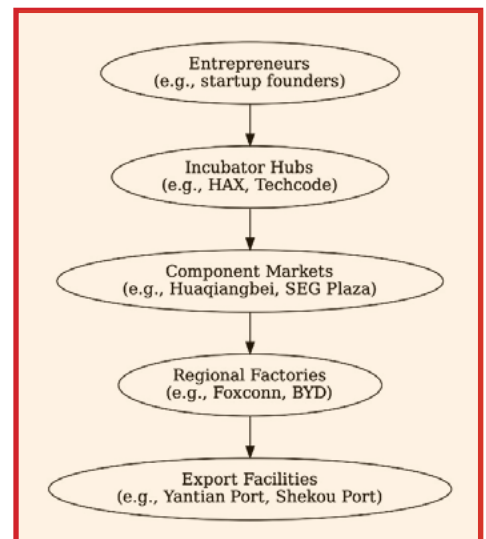 Entrepreneurs
(e.g., startup founders)
Incubator Hubs
(e.g., HAX, Techcode)
Component Markets
(e.g., Huaqiangbei, SEG Plaza)
Regional Factories
(e.g., Foxconn, BYD)
Export Facilities
(e.g., Yantian Port, Shekou Port)